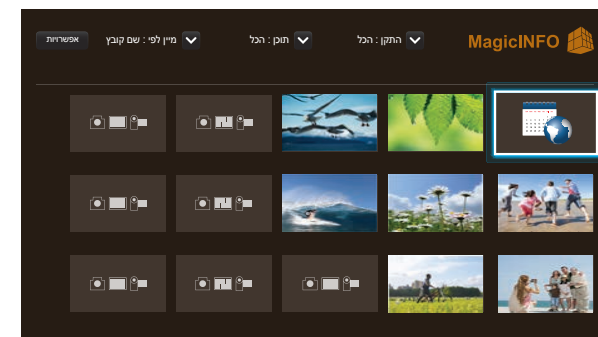 MagicINFO
התקן : הכל
תוכן : הכל
מיין לפי : שם קובץ
אפשרויות